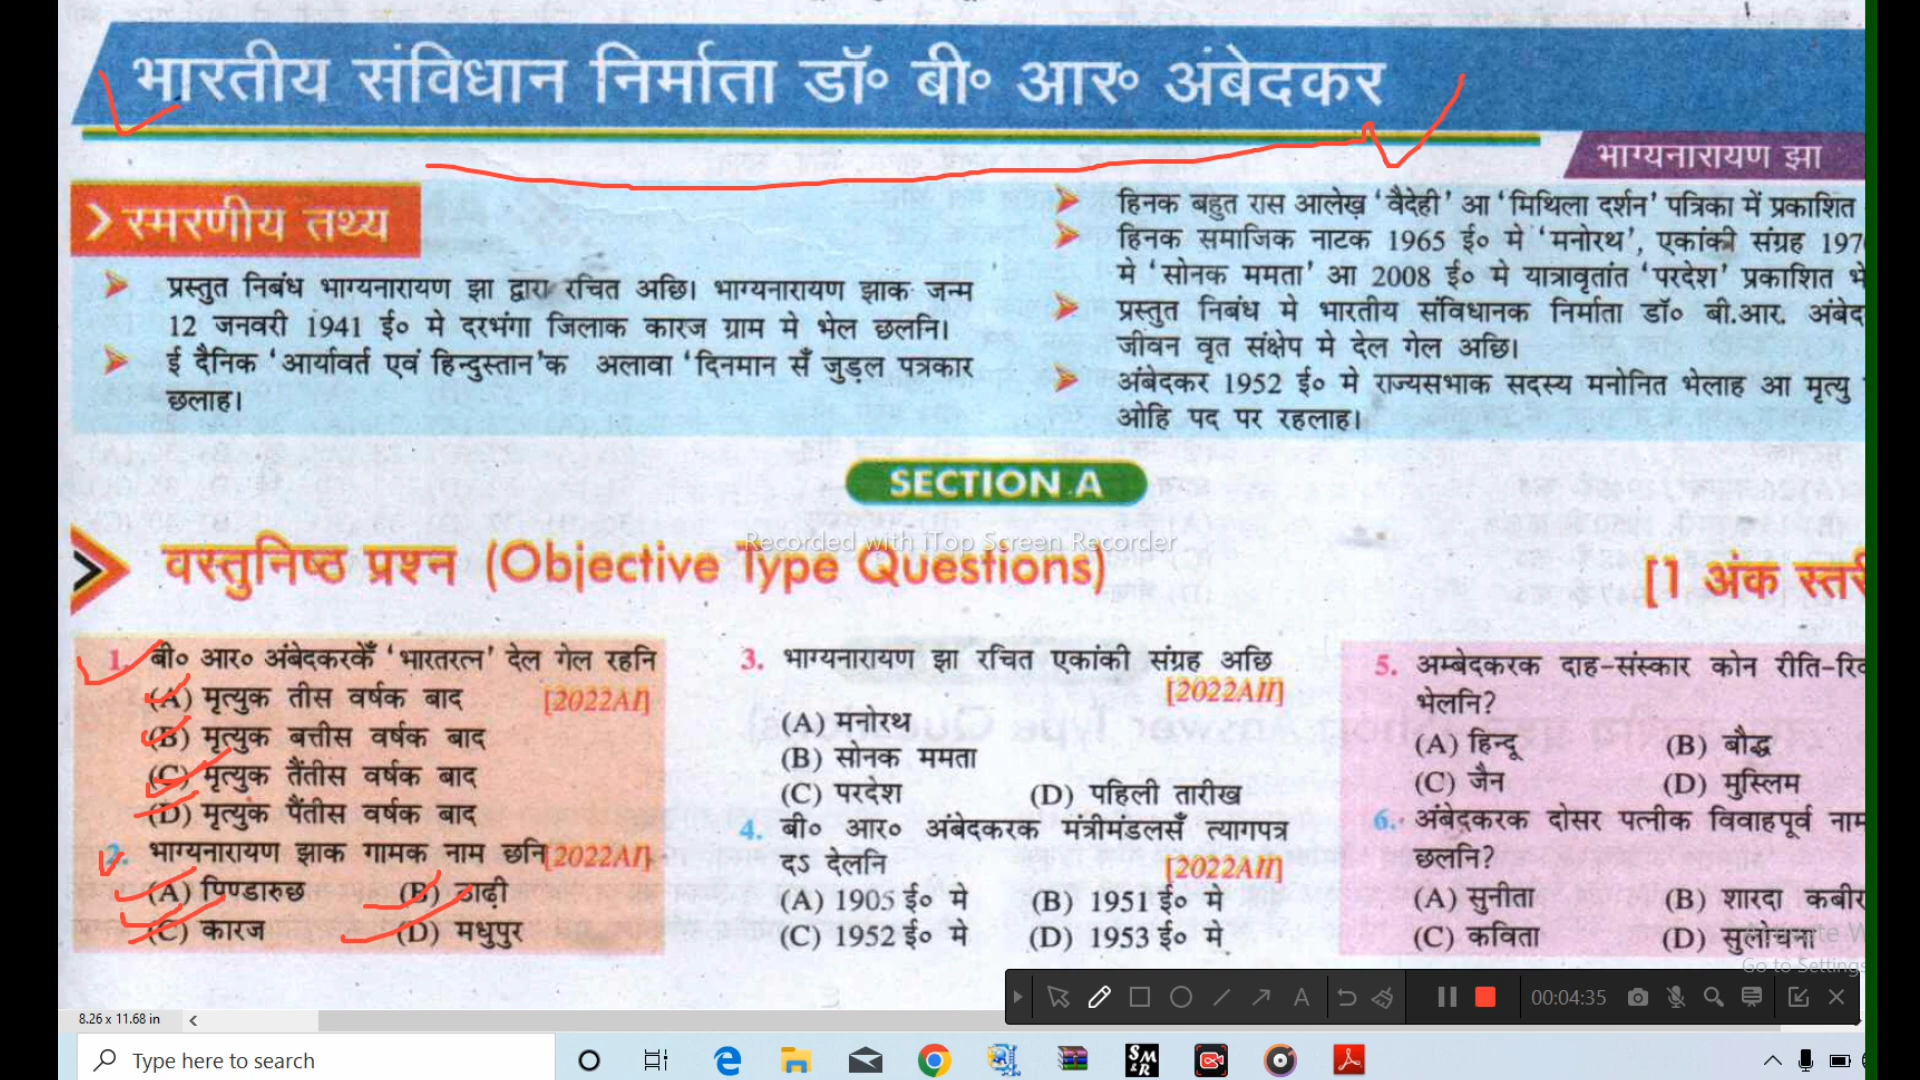 भारतीय संविधान निर्माता डॉ० बी० आर० अंबेदकर
भाग्यनारायण झा
स्मरणीय तथ्य
प्रस्तुत निबंध भाग्यनारायण झा द्वारा रचित अछि। भाग्यनारायण झाक जन्म
12 जनवरी 1941 ई० मे दरभंगा जिलाक कारज ग्राम मे भेल छलनि।
ई दैनिक 'आर्यावर्त एवं हिन्दुस्तान'क अलावा 'दिनमान सँ जुड़ल पत्रकार
छलाह।
हिनक बहुत रास आलेख 'वैदेही' आ 'मिथिला दर्शन' पत्रिका में प्रकाशित
हिनक समाजिक नाटक 1965 ई० मे 'मनोरथ', एकांकी संग्रह 197
मे 'सोनक ममता' आ 2008 ई० मे यात्रावृतांत 'परदेश' प्रकाशित भे
प्रस्तुत निबंध मे भारतीय संविधानक निर्माता डॉ० बी.आर. अंबेद
जीवन वृत संक्षेप मे देल गेल अछि।
अंबेदकर 1952 ई० मे राज्यसभाक सदस्य मनोनित भेलाह आ मृत्यु
ओहि पद पर रहलाह।
SECTION A
वस्तुनिष्ठ प्रश्न (Objective Type Questions)
[1 अंक स्तरी
Recorded with iTop Screen Recorder
1. बी० आर० अंबेदकरकेँ 'भारतरत्न' देल गेल रहनि
(A) मृत्युक तीस वर्षक बाद [2022AI]
(B) मृत्युक बत्तीस वर्षक बाद
(C) मृत्युक तैंतीस वर्षक बाद
(D) मृत्युक पैंतीस वर्षक बाद
2. भाग्यनारायण झाक गामक नाम छनि [2022AI]
(A) पिण्डारुछ (B) ठाढ़ी
(C) कारज (D) मधुपुर
3. भाग्यनारायण झा रचित एकांकी संग्रह अछि
[2022AII]
(A) मनोरथ
(B) सोनक ममता
(C) परदेश (D) पहिली तारीख
4. बी० आर० अंबेदकरक मंत्रीमंडलसँ त्यागपत्र
दऽ देलनि [2022AII]
(A) 1905 ई० मे (B) 1951 ई० मे
(C) 1952 ई० मे (D) 1953 ई० मे
5. अम्बेदकरक दाह-संस्कार कोन रीति-रि
भेलनि?
(A) हिन्दू (B) बौद्ध
(C) जैन (D) मुस्लिम
6. अंबेदकरक दोसर पत्नीक विवाहपूर्व नाम
छलनि?
(A) सुनीता (B) शारदा कबीर
(C) कविता (D) सुलोचना
Go to Settings
00:04:35
8.26 x 11.68 in
Type here to search